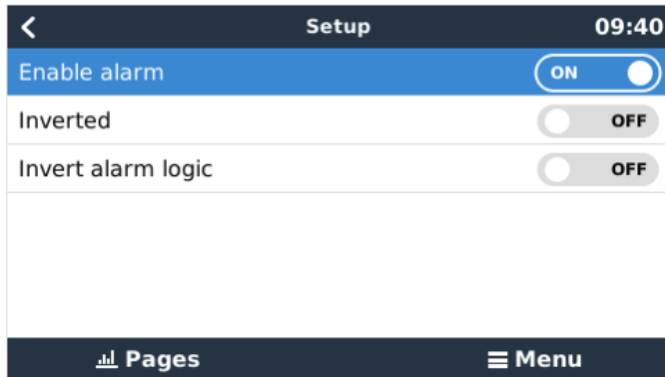 Setup 09:40
Enable alarm ON
Inverted OFF
Invert alarm logic OFF
Pages Menu